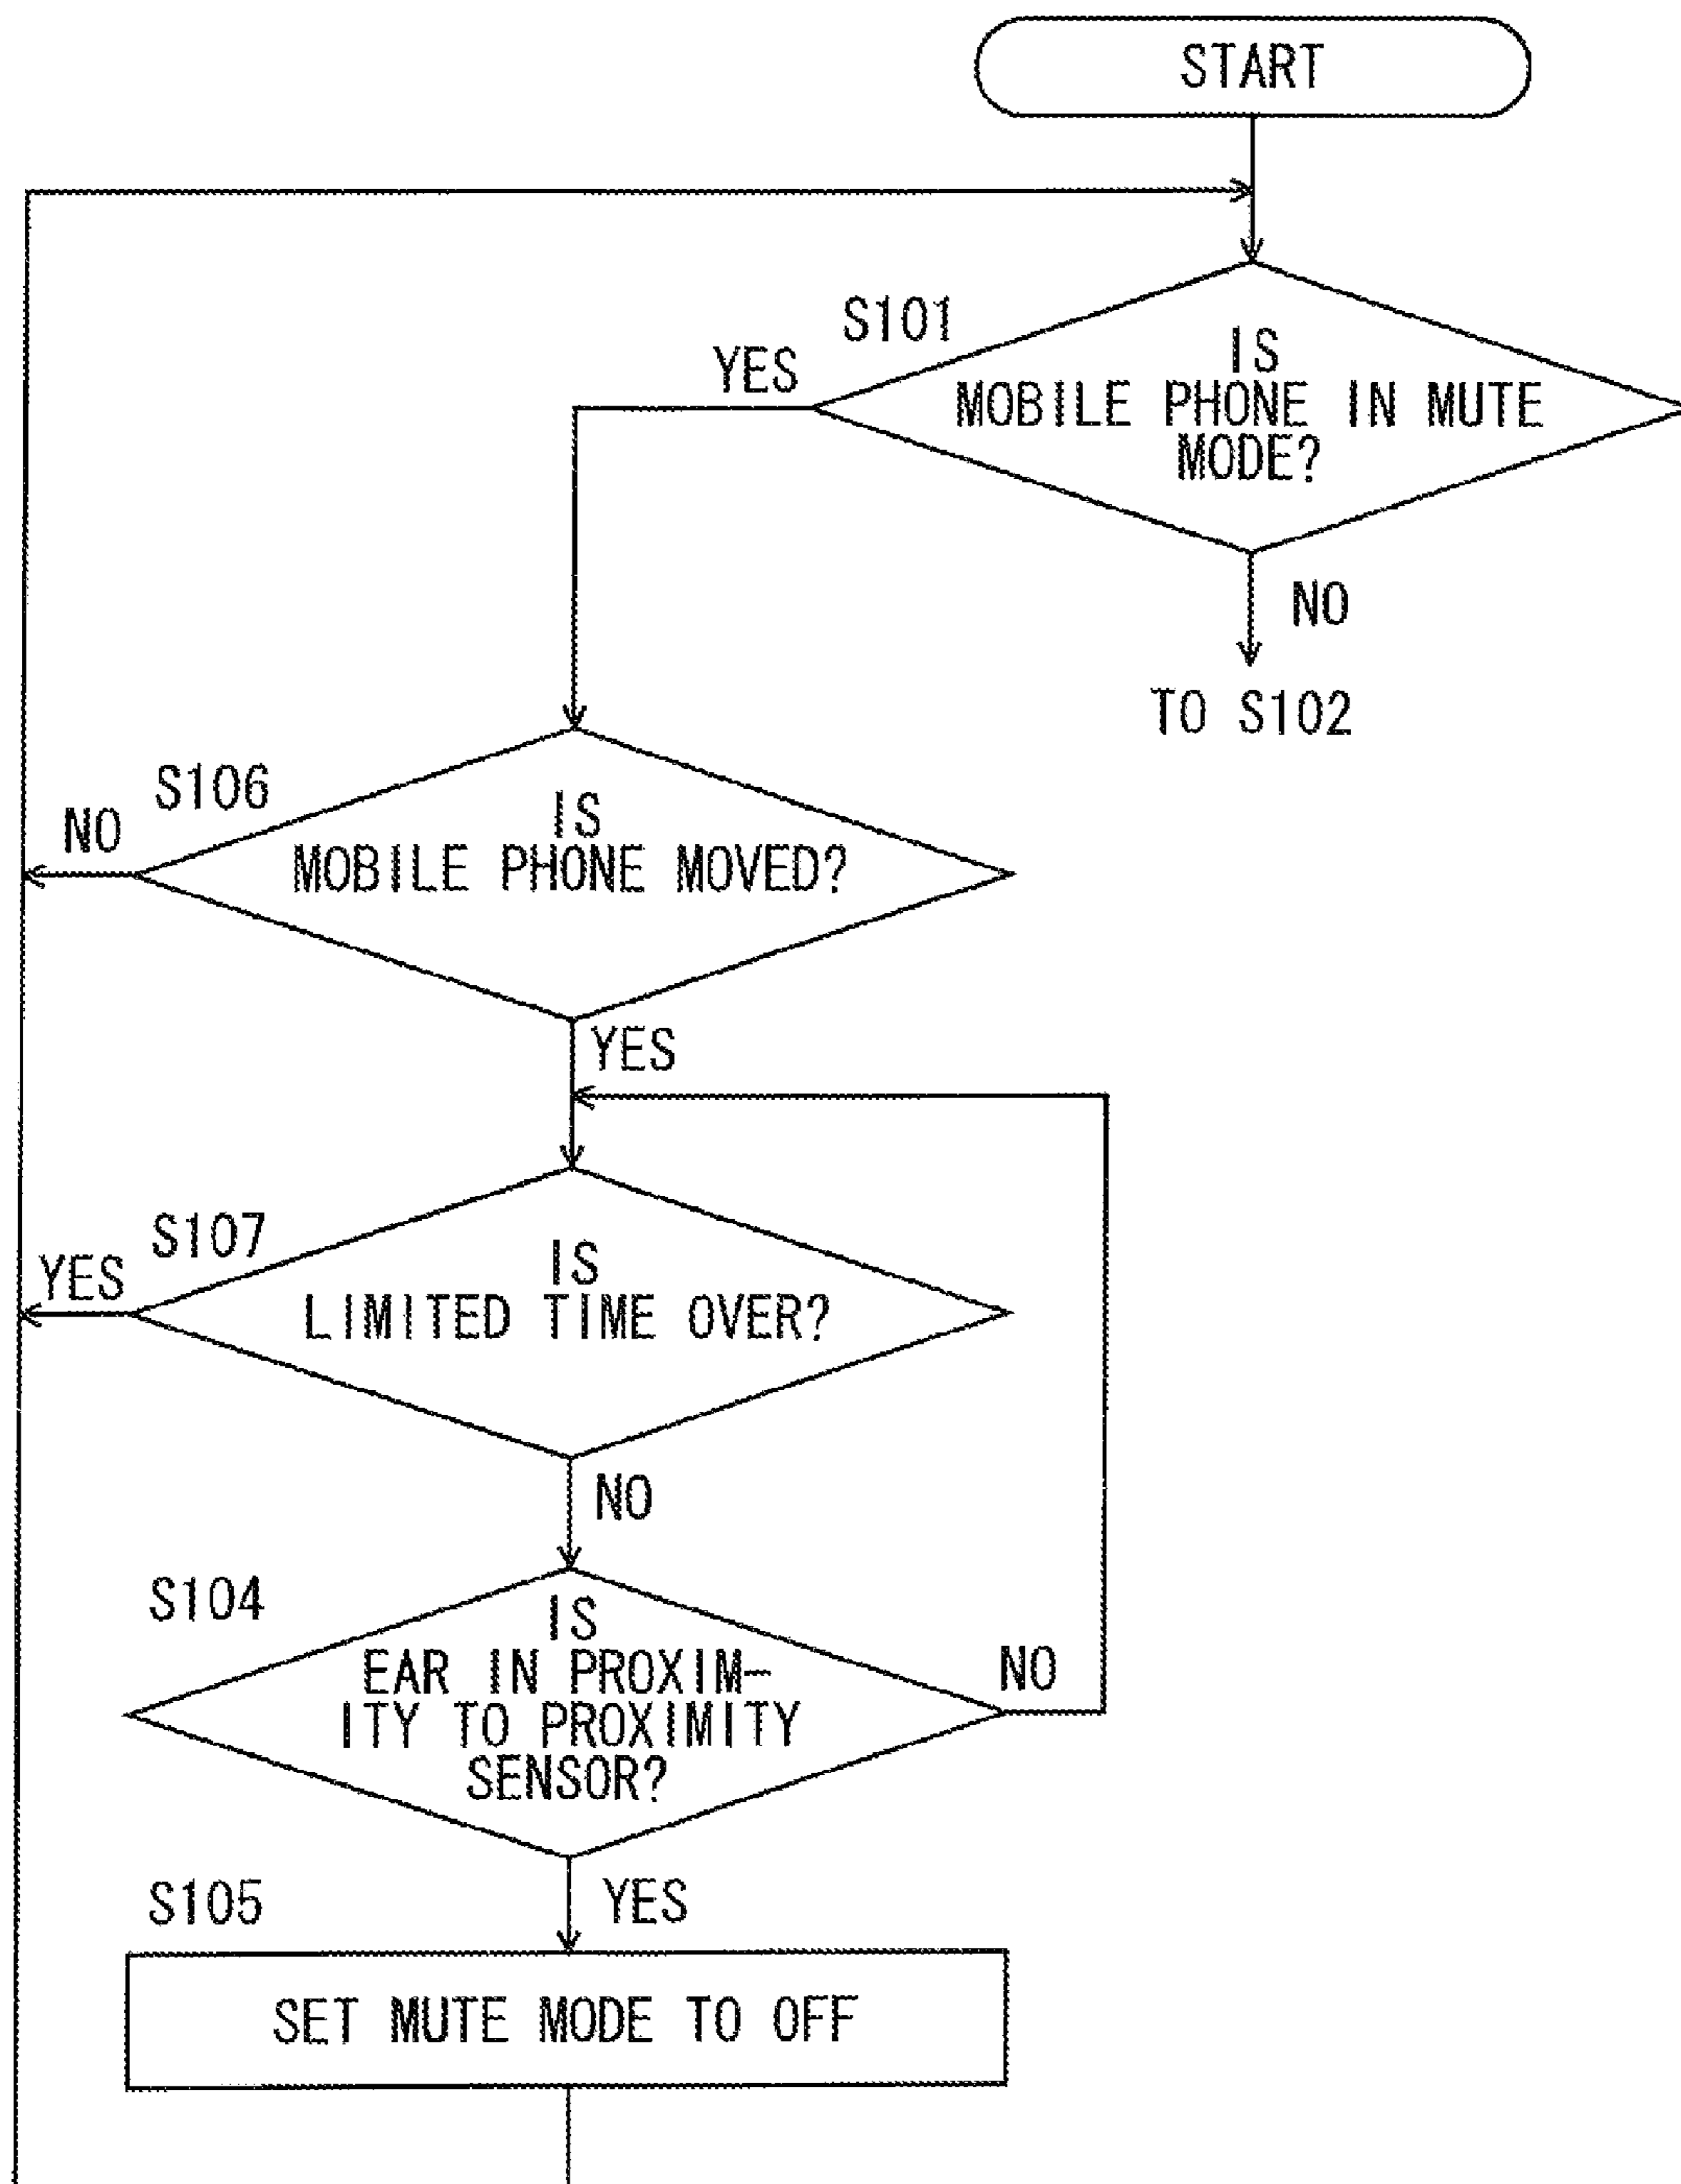 START
S101
YES
IS
MOBILE PHONE IN MUTE
MODE?
NO
TO S102
S106
NO
IS
MOBILE PHONE MOVED?
YES
S107
YES
IS
LIMITED TIME OVER?
NO
S104
IS
EAR IN PROXIM-
ITY TO PROXIMITY
SENSOR?
NO
S105
YES
SET MUTE MODE TO OFF